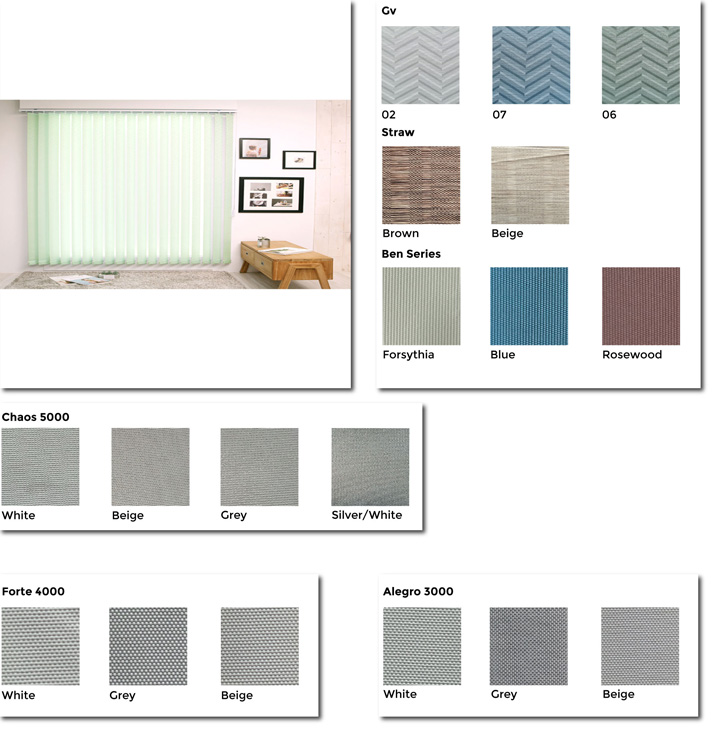 Gv
02 07 06
Straw
Brown Beige
Ben Series
Forsythia Blue Rosewood
Chaos 5000
White Beige Grey Silver/White
Forte 4000
White Grey Beige
Alegro 3000
White Grey Beige